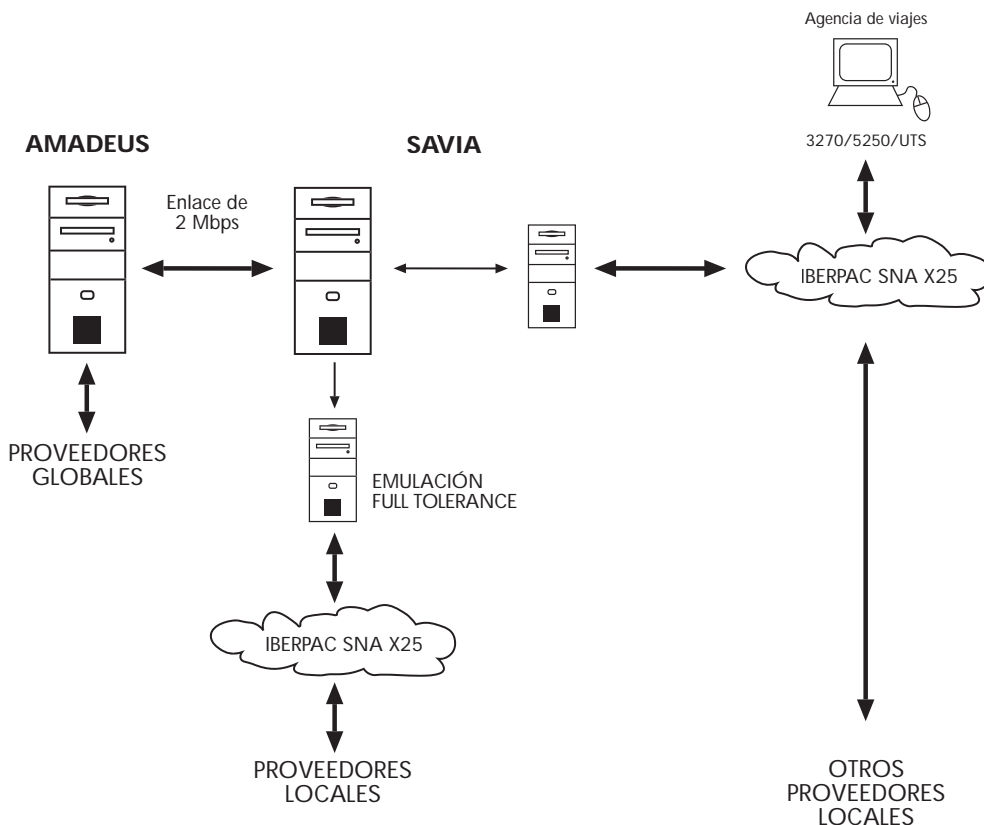 Agencia de viajes
3270/5250/UTS
AMADEUS
SAVIA
Enlace de
2 Mbps
IBERPAC SNA X25
PROVEEDORES
GLOBALES
EMULACIÓN
FULL TOLERANCE
IBERPAC SNA X25
PROVEEDORES
LOCALES
OTROS
PROVEEDORES
LOCALES